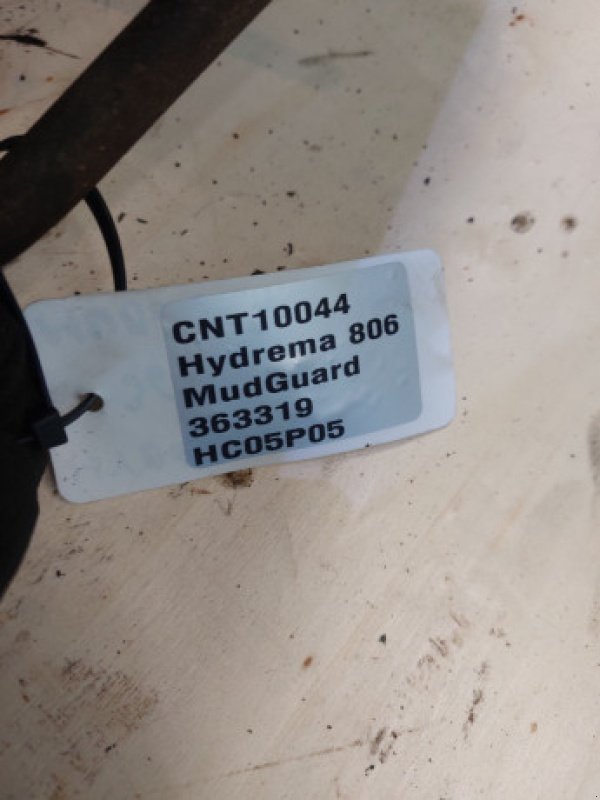 CNT10044
Hydrema 806
MudGuard
363319
HC05P05